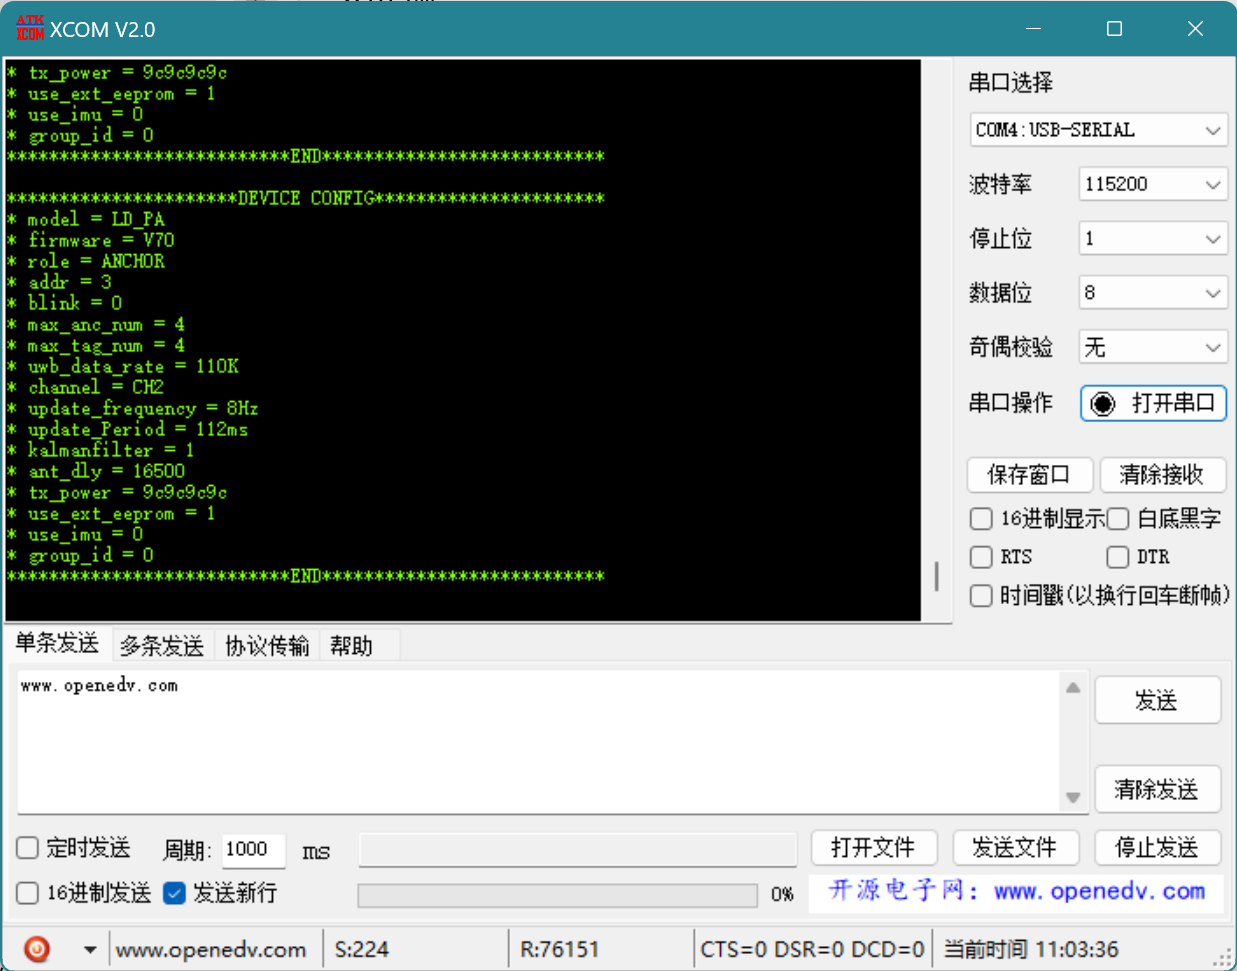 ATK
XCOM
XCOM V2.0
* tx_power = 9c9c9c9c
* use_ext_eeprom = 1
* use_imu = 0
* group_id = 0
***************************END***************************
**********************DEVICE CONFIG**********************
* model = LD_PA
* firmware = V70
* role = ANCHOR
* addr = 3
* blink = 0
* max_anc_num = 4
* max_tag_num = 4
* uwb_data_rate = 110K
* channel = CH2
* update_frequency = 8Hz
* update_Period = 112ms
* kalmanfilter = 1
* ant_dly = 16500
* tx_power = 9c9c9c9c
* use_ext_eeprom = 1
* use_imu = 0
* group_id = 0
***************************END***************************
串口选择
COM4:USB-SERIAL
波特率 115200
停止位 1
数据位 8
奇偶校验 无
串口操作 打开串口
保存窗口 清除接收
16进制显示 白底黑字
RTS DTR
时间戳(以换行回车断帧)
单条发送 多条发送 协议传输 帮助
www.openedv.com
发送
清除发送
定时发送 周期: 1000 ms 打开文件 发送文件 停止发送
16进制发送 发送新行 0% 开源电子网: www.openedv.com
www.openedv.com S:224 R:76151 CTS=0 DSR=0 DCD=0 当前时间 11:03:36